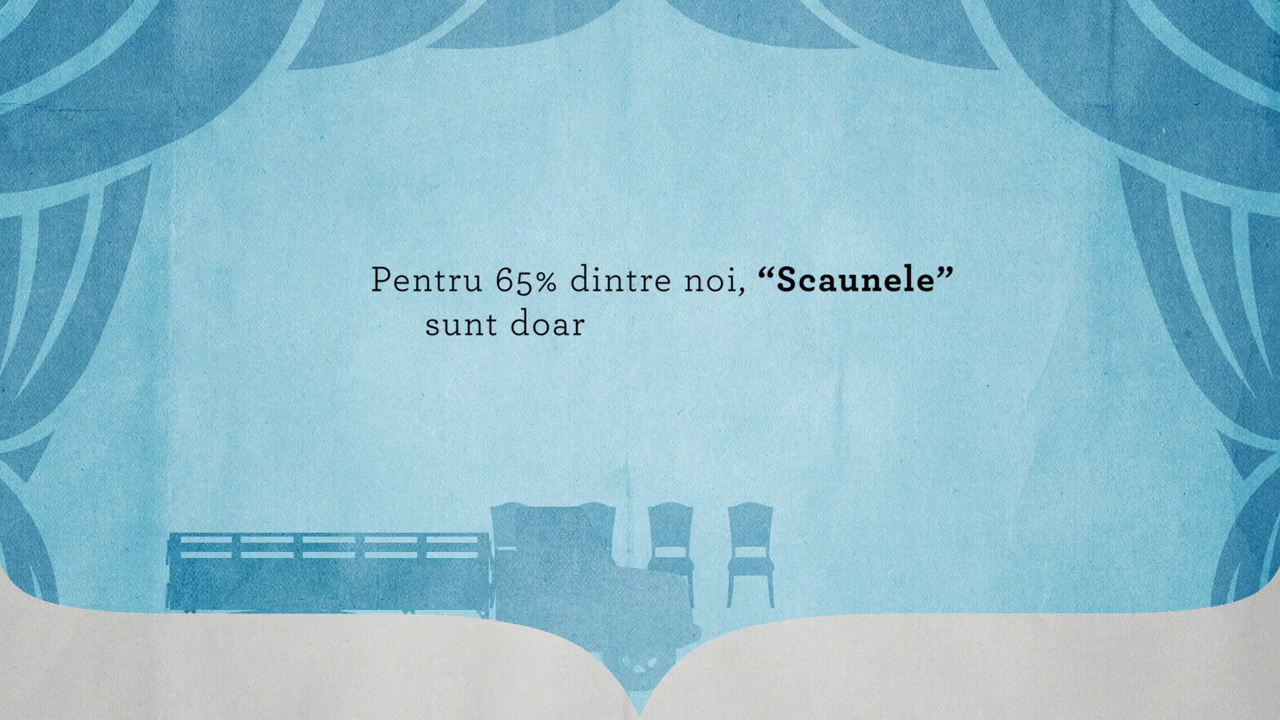 Pentru 65% dintre noi, “Scaunele”
sunt doar